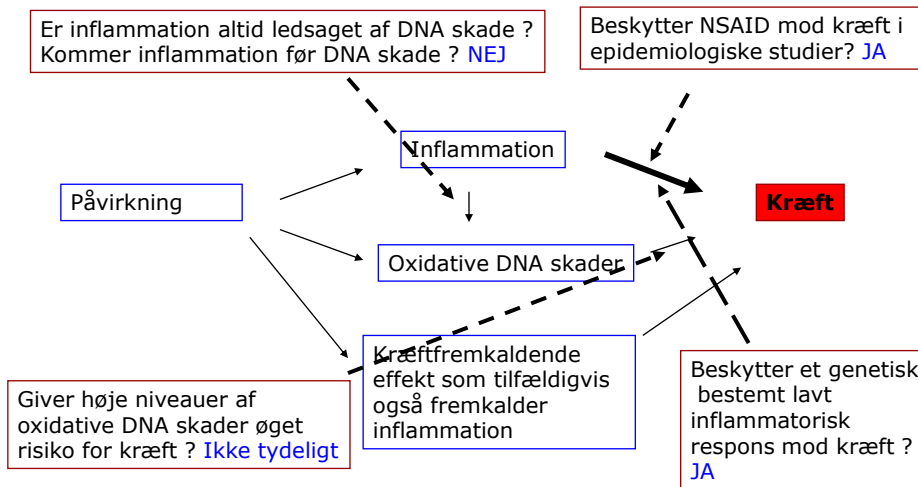 Er inflammation altid ledsaget af DNA skade ?
Kommer inflammation før DNA skade ? NEJ
Beskytter NSAID mod kræft i
epidemiologiske studier? JA
Inflammation
Påvirkning
Kræft
Oxidative DNA skader
Kræftfremkaldende
effekt som tilfældigvis
også fremkalder
inflammation
Giver høje niveauer af
oxidative DNA skader øget
risiko for kræft ? Ikke tydeligt
Beskytter et genetisk
bestemt lavt
inflammatorisk
respons mod kræft ?
JA